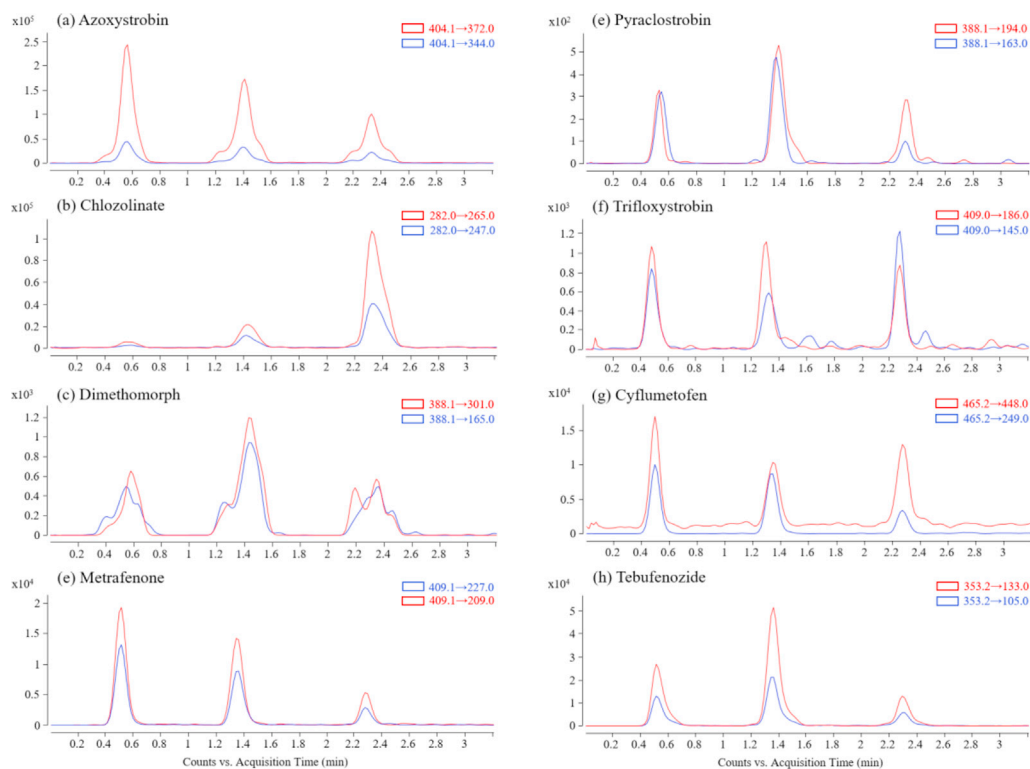 (a) Azoxystrobin
x10⁵
404.1→372.0
404.1→344.0
2.5
2
1.5
1
0.5
0
0.2 0.4 0.6 0.8 1 1.2 1.4 1.6 1.8 2 2.2 2.4 2.6 2.8 3
(b) Chlozolinate
x10⁵
282.0→265.0
282.0→247.0
1
0.8
0.6
0.4
0.2
0
0.2 0.4 0.6 0.8 1 1.2 1.4 1.6 1.8 2 2.2 2.4 2.6 2.8 3
(c) Dimethomorph
x10³
388.1→301.0
388.1→165.0
1.2
1
0.8
0.6
0.4
0.2
0
0.2 0.4 0.6 0.8 1 1.2 1.4 1.6 1.8 2 2.2 2.4 2.6 2.8 3
(e) Metrafenone
x10⁴
409.1→227.0
409.1→209.0
2
1.5
1
0.5
0
0.2 0.4 0.6 0.8 1 1.2 1.4 1.6 1.8 2 2.2 2.4 2.6 2.8 3
Counts vs. Acquisition Time (min)
(e) Pyraclostrobin
x10²
388.1→194.0
388.1→163.0
5
4
3
2
1
0
0.2 0.4 0.6 0.8 1 1.2 1.4 1.6 1.8 2 2.2 2.4 2.6 2.8 3
(f) Trifloxystrobin
x10³
409.0→186.0
409.0→145.0
1.2
1
0.8
0.6
0.4
0.2
0
0.2 0.4 0.6 0.8 1 1.2 1.4 1.6 1.8 2 2.2 2.4 2.6 2.8 3
(g) Cyflumetofen
x10⁴
465.2→448.0
465.2→249.0
1.5
1
0.5
0
0.2 0.4 0.6 0.8 1 1.2 1.4 1.6 1.8 2 2.2 2.4 2.6 2.8 3
(h) Tebufenozide
x10⁴
353.2→133.0
353.2→105.0
5
4
3
2
1
0
0.2 0.4 0.6 0.8 1 1.2 1.4 1.6 1.8 2 2.2 2.4 2.6 2.8 3
Counts vs. Acquisition Time (min)